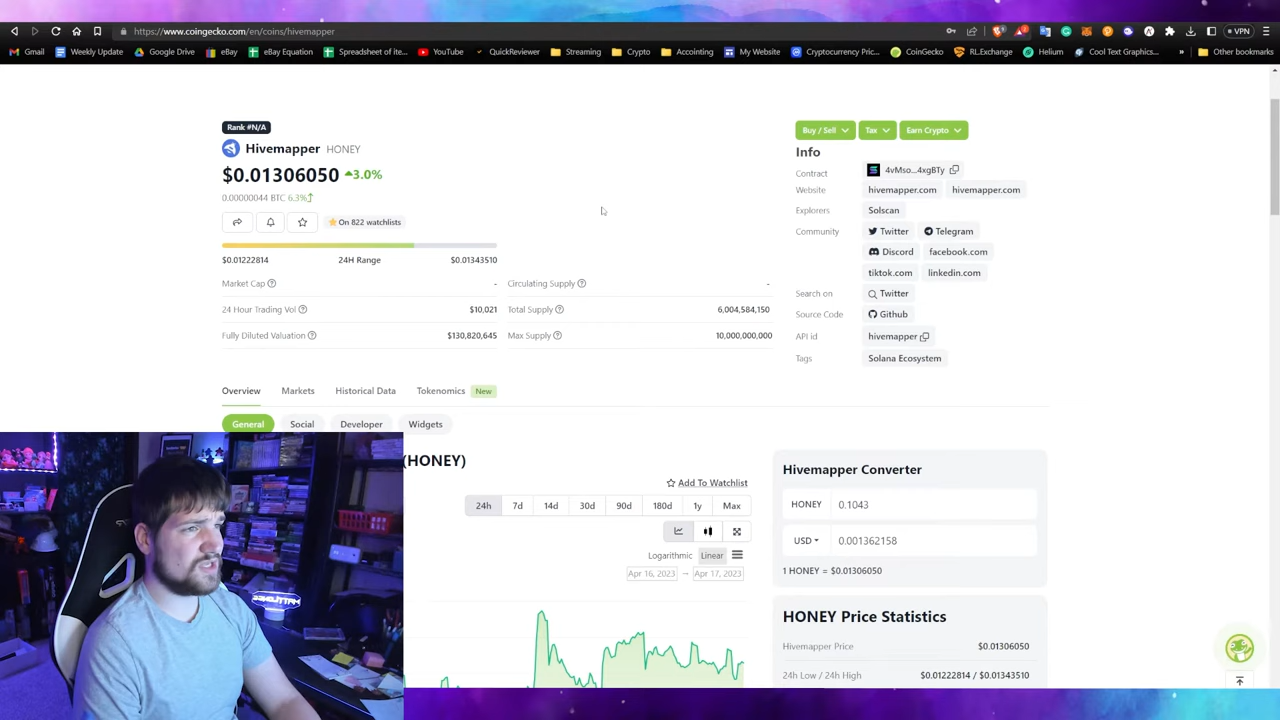 https://www.coingecko.com/en/coins/hivemapper
VPN
Gmail Weekly Update Google Drive eBay eBay Equation Spreadsheet of ite... YouTube QuickReviewer Streaming Crypto Accointing My Website Cryptocurrency Pric... CoinGecko RL.Exchange Helium Cool Text Graphics... » Other bookmarks
Rank #N/A
Hivemapper HONEY
$0.01306050 3.0%
0.00000044 BTC 6.3%
On 822 watchlists
$0.01222814 24H Range $0.01343510
Market Cap -
Circulating Supply -
24 Hour Trading Vol $10,021
Total Supply 6,004,584,150
Fully Diluted Valuation $130,820,645
Max Supply 10,000,000,000
Buy / Sell Tax Earn Crypto
Info
Contract 4vMso...4xgBTy
Website hivemapper.com hivemapper.com
Explorers Solscan
Community Twitter Telegram
Discord facebook.com
tiktok.com linkedin.com
Search on Twitter
Source Code Github
API id hivemapper
Tags Solana Ecosystem
Overview Markets Historical Data Tokenomics New
General Social Developer Widgets
(HONEY)
Add To Watchlist
24h 7d 14d 30d 90d 180d 1y Max
Logarithmic Linear
Apr 16, 2023 → Apr 17, 2023
Hivemapper Converter
HONEY 0.1043
USD 0.001362158
1 HONEY = $0.01306050
HONEY Price Statistics
Hivemapper Price $0.01306050
24h Low / 24h High $0.01222814 / $0.01343510